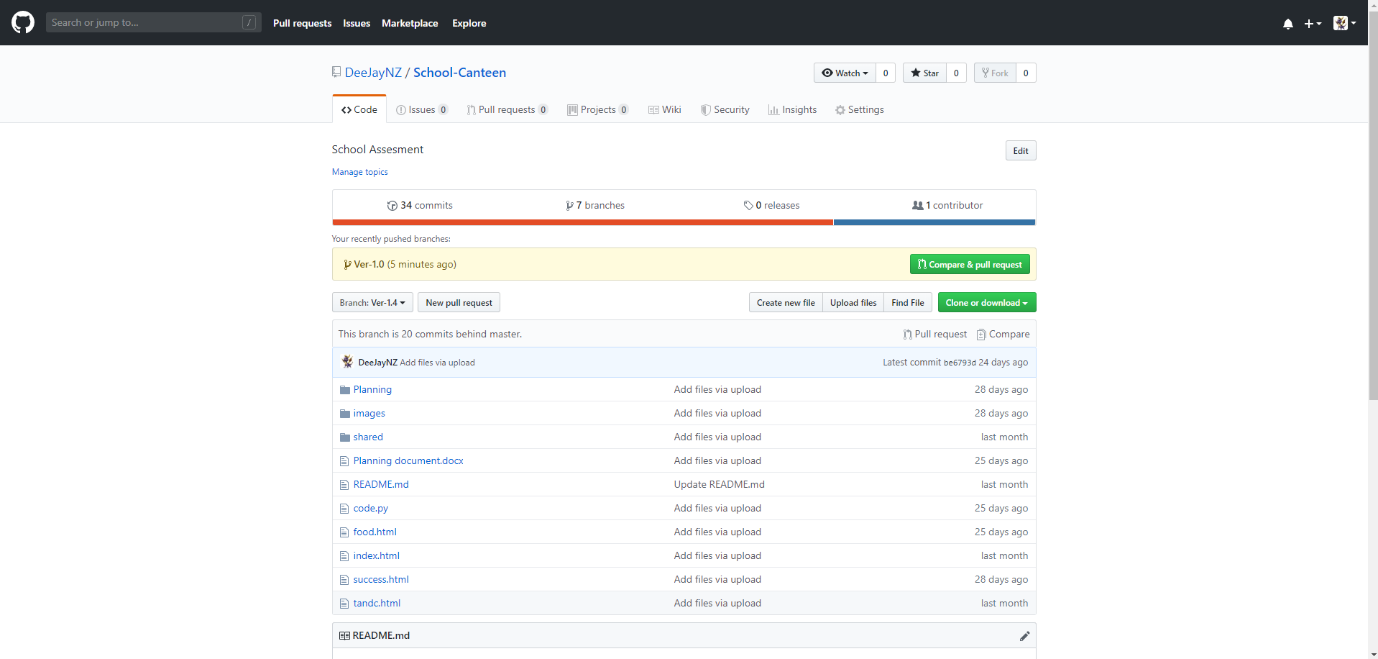 Search or jump to... / Pull requests Issues Marketplace Explore
DeeJayNZ / School-Canteen Watch 0 Star 0 Fork 0
Code Issues 0 Pull requests 0 Projects 0 Wiki Security Insights Settings
School Assesment Edit
Manage topics
34 commits 7 branches 0 releases 1 contributor
Your recently pushed branches:
Ver-1.0 (5 minutes ago) Compare & pull request
Branch: Ver-1.4 New pull request Create new file Upload files Find File Clone or download
This branch is 20 commits behind master. Pull request Compare
DeeJayNZ Add files via upload Latest commit be6793d 24 days ago
Planning Add files via upload 28 days ago
images Add files via upload 28 days ago
shared Add files via upload last month
Planning document.docx Add files via upload 25 days ago
README.md Update README.md last month
code.py Add files via upload 25 days ago
food.html Add files via upload 25 days ago
index.html Add files via upload last month
success.html Add files via upload 28 days ago
tandc.html Add files via upload last month
README.md